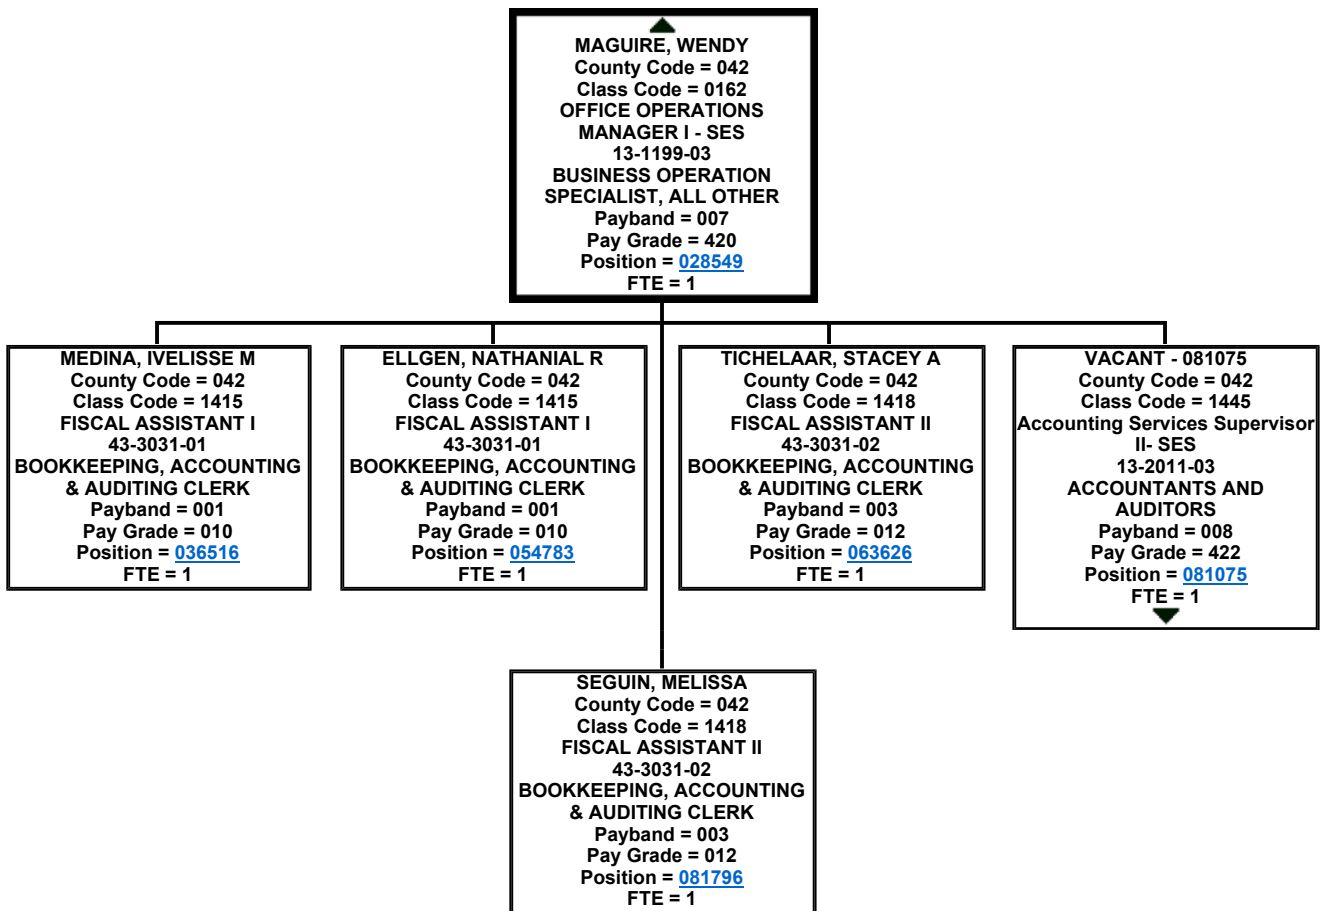 MAGUIRE, WENDY
County Code = 042
Class Code = 0162
OFFICE OPERATIONS
MANAGER I - SES
13-1199-03
BUSINESS OPERATION
SPECIALIST, ALL OTHER
Payband = 007
Pay Grade = 420
Position = 028549
FTE = 1
MEDINA, IVELISSE M
County Code = 042
Class Code = 1415
FISCAL ASSISTANT I
43-3031-01
BOOKKEEPING, ACCOUNTING
& AUDITING CLERK
Payband = 001
Pay Grade = 010
Position = 036516
FTE = 1
ELLGEN, NATHANIAL R
County Code = 042
Class Code = 1415
FISCAL ASSISTANT I
43-3031-01
BOOKKEEPING, ACCOUNTING
& AUDITING CLERK
Payband = 001
Pay Grade = 010
Position = 054783
FTE = 1
TICHELAAR, STACEY A
County Code = 042
Class Code = 1418
FISCAL ASSISTANT II
43-3031-02
BOOKKEEPING, ACCOUNTING
& AUDITING CLERK
Payband = 003
Pay Grade = 012
Position = 063626
FTE = 1
VACANT - 081075
County Code = 042
Class Code = 1445
Accounting Services Supervisor
II- SES
13-2011-03
ACCOUNTANTS AND
AUDITORS
Payband = 008
Pay Grade = 422
Position = 081075
FTE = 1
SEGUIN, MELISSA
County Code = 042
Class Code = 1418
FISCAL ASSISTANT II
43-3031-02
BOOKKEEPING, ACCOUNTING
& AUDITING CLERK
Payband = 003
Pay Grade = 012
Position = 081796
FTE = 1